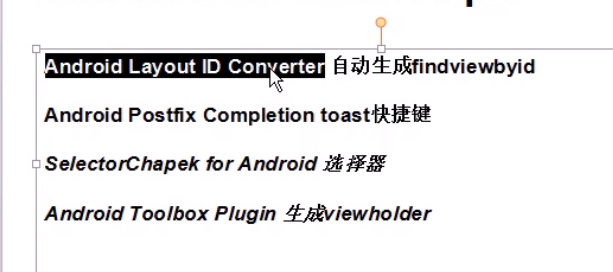 Android Layout ID Converter 自动生成findviewbyid
Android Postfix Completion toast快捷键
SelectorChapek for Android 选择器
Android Toolbox Plugin 生成viewholder